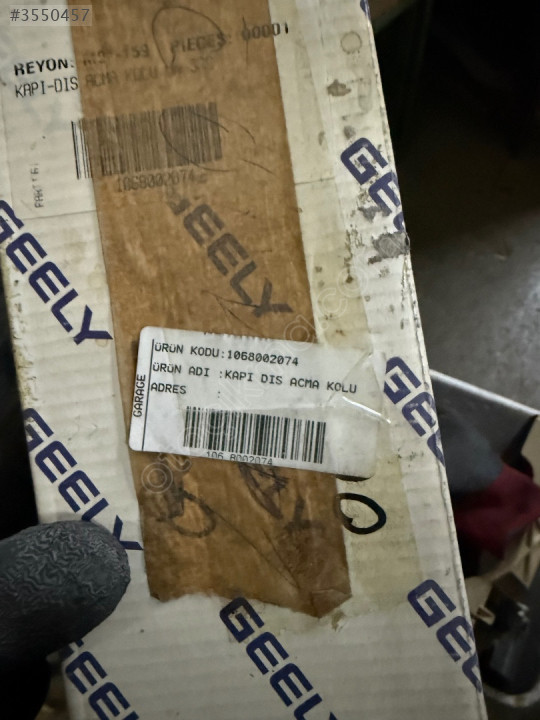 #3550457
REYON: PIECES: 00001
KAPI-DIS ACMA KOLU
1068002074
GEELY
GEELY
GEELY
ÜRÜN KODU:1068002074
ÜRÜN ADI :KAPI DIS ACMA KOLU
ADRES :
GARAGE
106 8002074
GEELY
GEELY
GEELY
GEELY
GEELY